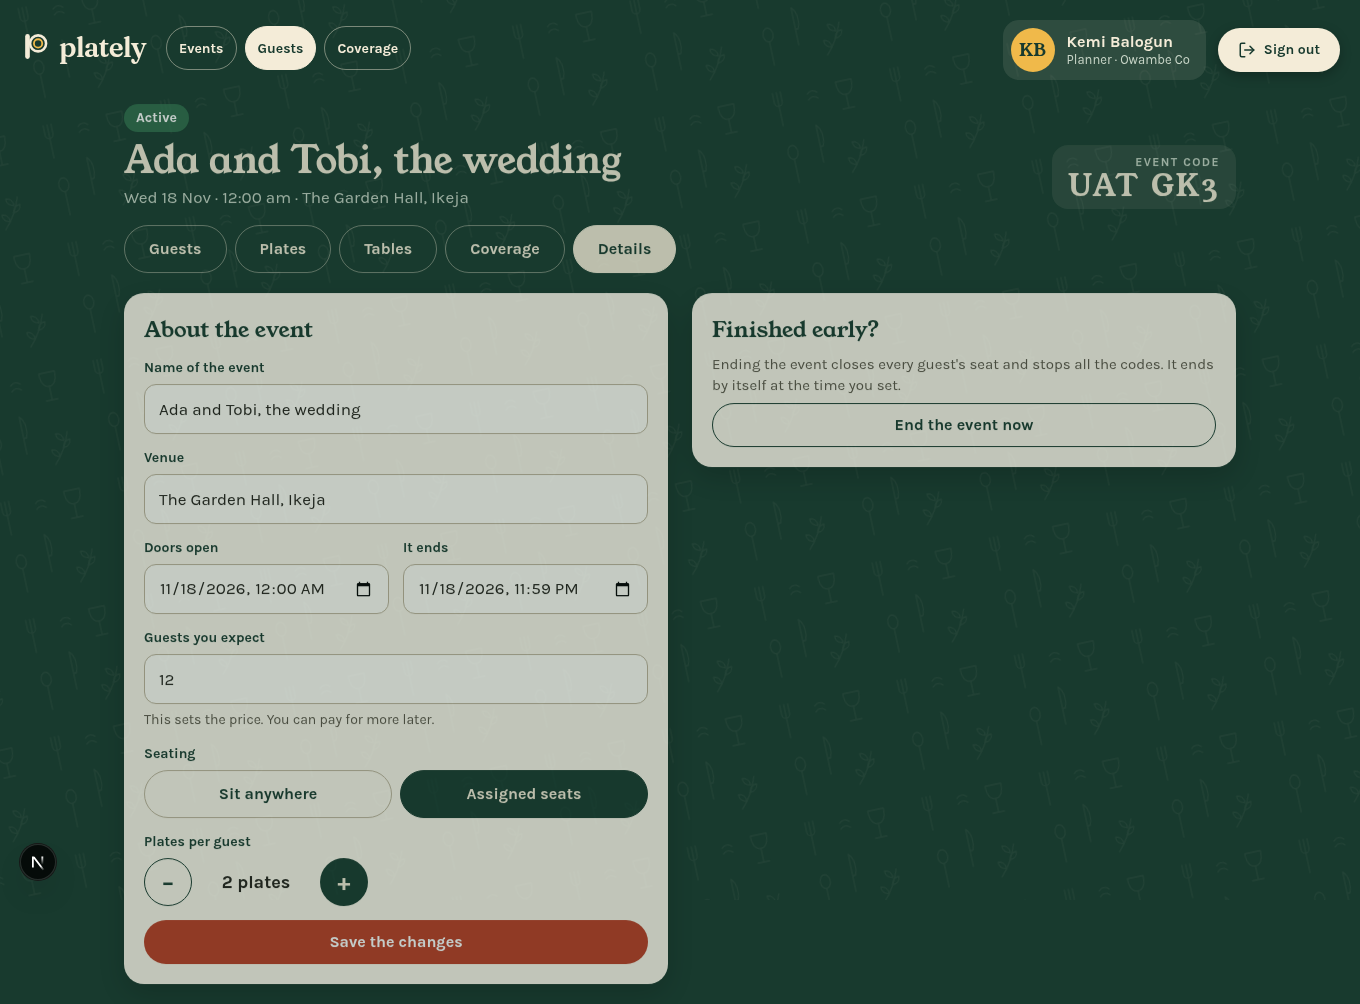 plately
Events
Guests
Coverage
KB
Kemi Balogun
Planner · Owambe Co
Sign out
Active
Ada and Tobi, the wedding
Wed 18 Nov · 12:00 am · The Garden Hall, Ikeja
EVENT CODE
UAT GK3
Guests
Plates
Tables
Coverage
Details
About the event
Name of the event
Ada and Tobi, the wedding
Venue
The Garden Hall, Ikeja
Doors open
It ends
11/18/2026, 12:00 AM
11/18/2026, 11:59 PM
Guests you expect
12
This sets the price. You can pay for more later.
Seating
Sit anywhere
Assigned seats
Plates per guest
-
2 plates
+
Save the changes
Finished early?
Ending the event closes every guest's seat and stops all the codes. It ends
by itself at the time you set.
End the event now
N